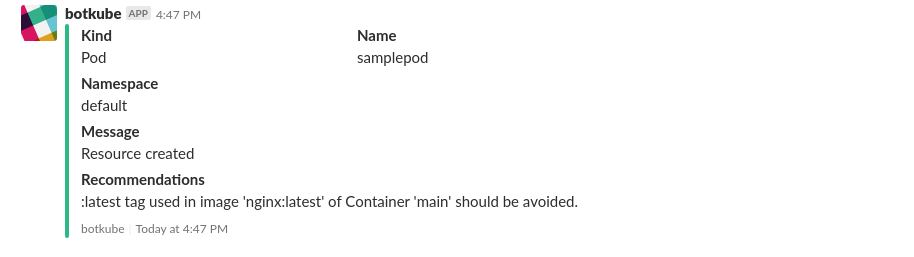 botkube APP 4:47 PM
Kind Name
Pod samplepod
Namespace
default
Message
Resource created
Recommendations
:latest tag used in image 'nginx:latest' of Container 'main' should be avoided.
botkube | Today at 4:47 PM